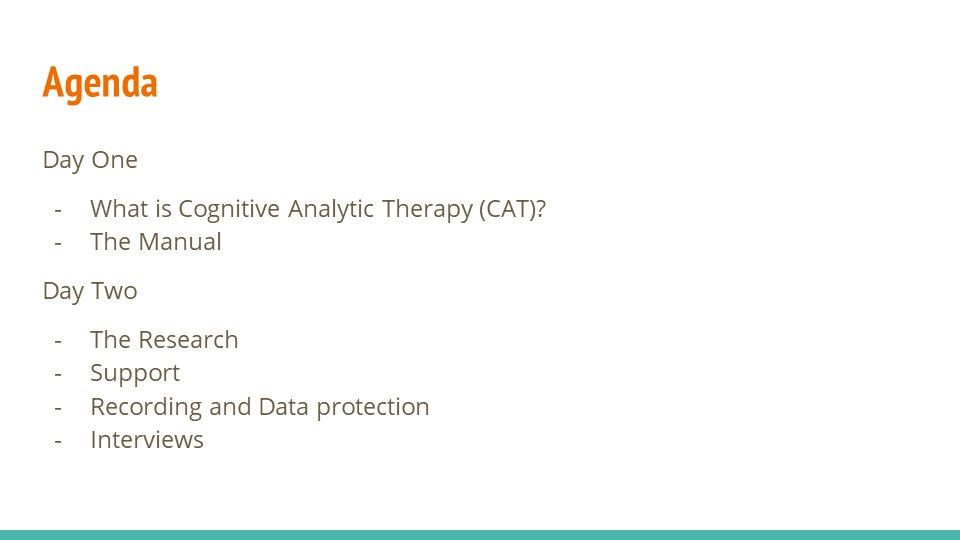 Agenda
Day One
- What is Cognitive Analytic Therapy (CAT)?
- The Manual
Day Two
- The Research
- Support
- Recording and Data protection
- Interviews